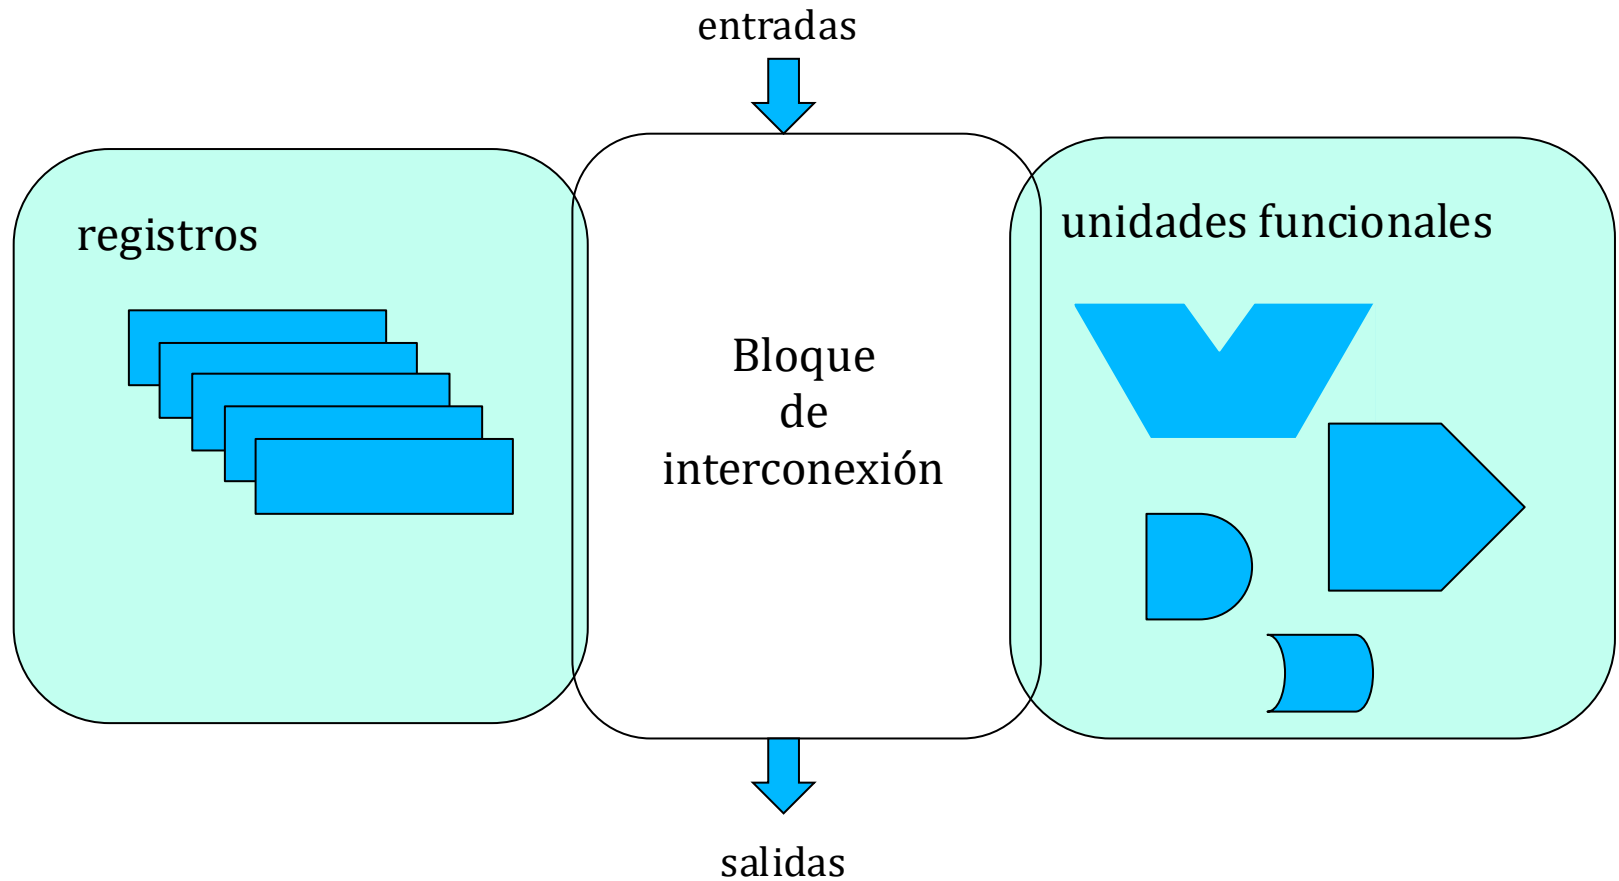 entradas
registros
unidades funcionales
Bloque
de
interconexión
salidas